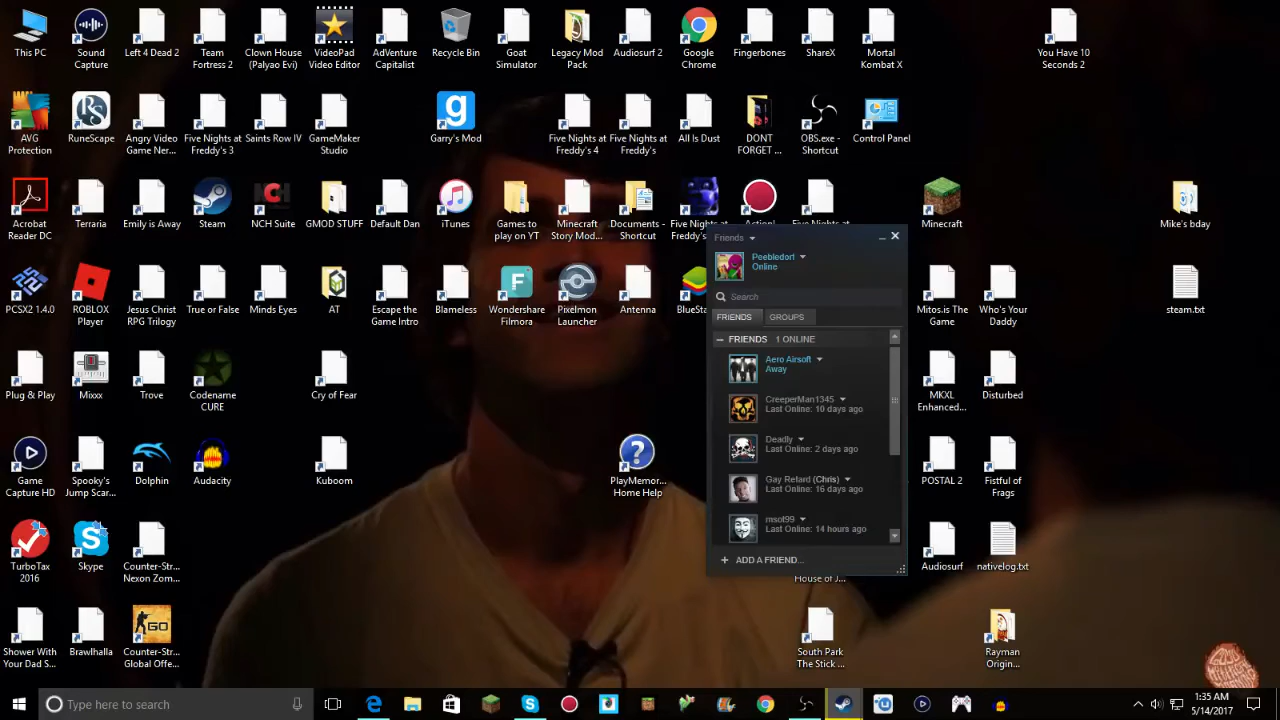 This PC
Sound
Capture
Left 4 Dead 2
Team
Fortress 2
Clown House
(Palyao Evi)
VideoPad
Video Editor
AdVenture
Capitalist
Recycle Bin
Goat
Simulator
Legacy Mod
Pack
Audiosurf 2
Google
Chrome
Fingerbones
ShareX
Mortal
Kombat X
You Have 10
Seconds 2
AVG
Protection
RuneScape
Angry Video
Game Ner...
Five Nights at
Freddy's 3
Saints Row IV
GameMaker
Studio
Garry's Mod
Five Nights at
Freddy's 4
Five Nights at
Freddy's
All Is Dust
DONT
FORGET ...
OBS.exe -
Shortcut
Control Panel
Acrobat
Reader DC
Terraria
Emily is Away
Steam
NCH Suite
GMOD STUFF
Default Dan
iTunes
Games to
play on YT
Minecraft
Story Mod...
Documents -
Shortcut
Five Nights at
Freddy's
Action!
Five Nights at
Minecraft
Mike's bday
PCSX2 1.4.0
ROBLOX
Player
Jesus Christ
RPG Trilogy
True or False
Minds Eyes
AT
Escape the
Game Intro
Blameless
Wondershare
Filmora
Pixelmon
Launcher
Antenna
BlueSta
Mitos.is The
Game
Who's Your
Daddy
steam.txt
Plug & Play
Mixxx
Trove
Codename
CURE
Cry of Fear
MKXL
Enhanced...
Disturbed
Game
Capture HD
Spooky's
Jump Scar...
Dolphin
Audacity
Kuboom
PlayMemor...
Home Help
POSTAL 2
Fistful of
Frags
TurboTax
2016
Skype
Counter-Str...
Nexon Zom...
House of J...
Audiosurf
nativelog.txt
Shower With
Your Dad S...
Brawlhalla
GO
Counter-Str...
Global Offe...
South Park
The Stick ...
Rayman
Origin...
Friends
Peebledorf
Online
Search
FRIENDS
GROUPS
FRIENDS 1 ONLINE
Aero Airsoft
Away
CreeperMan1345
Last Online: 10 days ago
Deadly
Last Online: 2 days ago
Gay Retard (Chris)
Last Online: 16 days ago
msol99
Last Online: 14 hours ago
+ ADD A FRIEND...
Type here to search
1:35 AM
5/14/2017